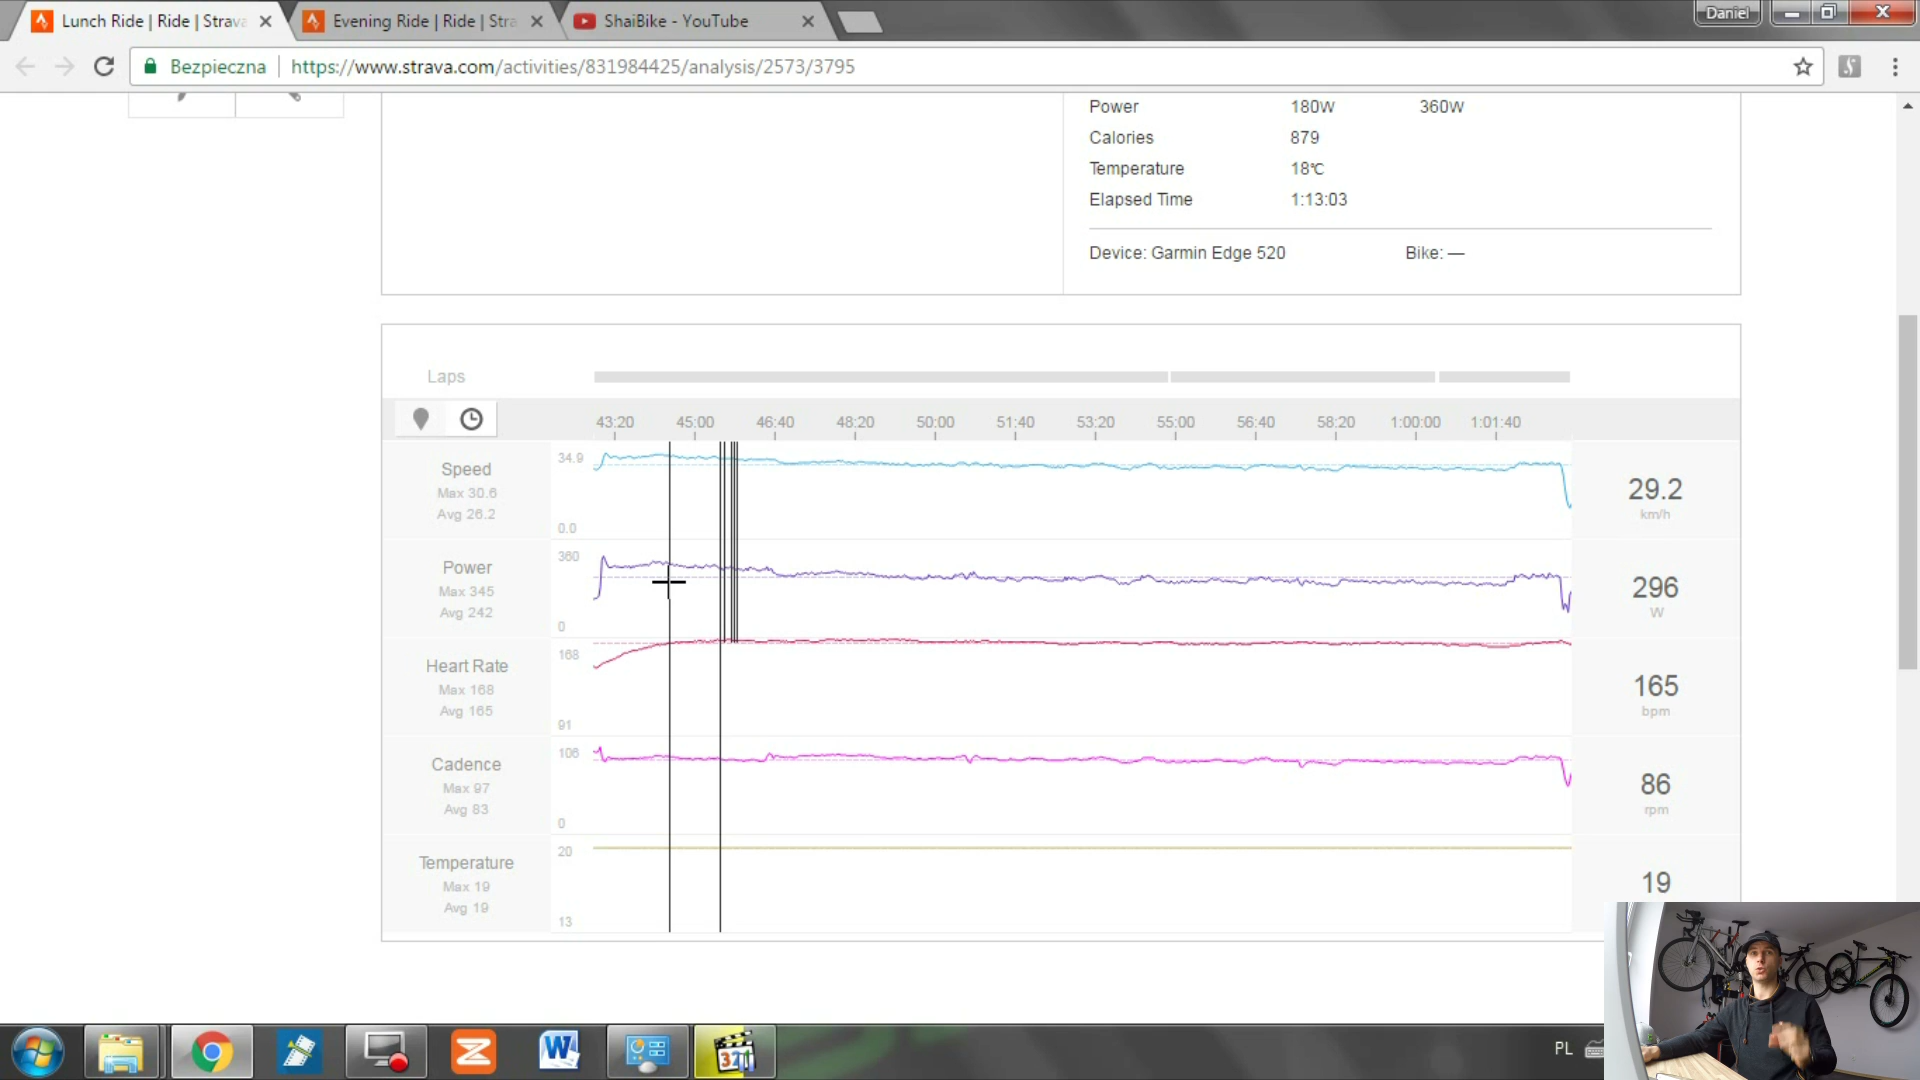 Lunch Ride | Ride | Strava
Evening Ride | Ride | Stra
ShaiBike - YouTube
Daniel
Bezpieczna
https://www.strava.com/activities/831984425/analysis/2573/3795
Power 180W 360W
Calories 879
Temperature 18℃
Elapsed Time 1:13:03
Device: Garmin Edge 520 Bike: —
Laps
43:20 45:00 46:40 48:20 50:00 51:40 53:20 55:00 56:40 58:20 1:00:00 1:01:40
Speed
Max 30.6
Avg 26.2
34.9
0.0
29.2
km/h
Power
Max 345
Avg 242
360
0
296
W
Heart Rate
Max 168
Avg 165
168
91
165
bpm
Cadence
Max 97
Avg 83
106
0
86
rpm
Temperature
Max 19
Avg 19
20
13
19
Z
W
321
PL